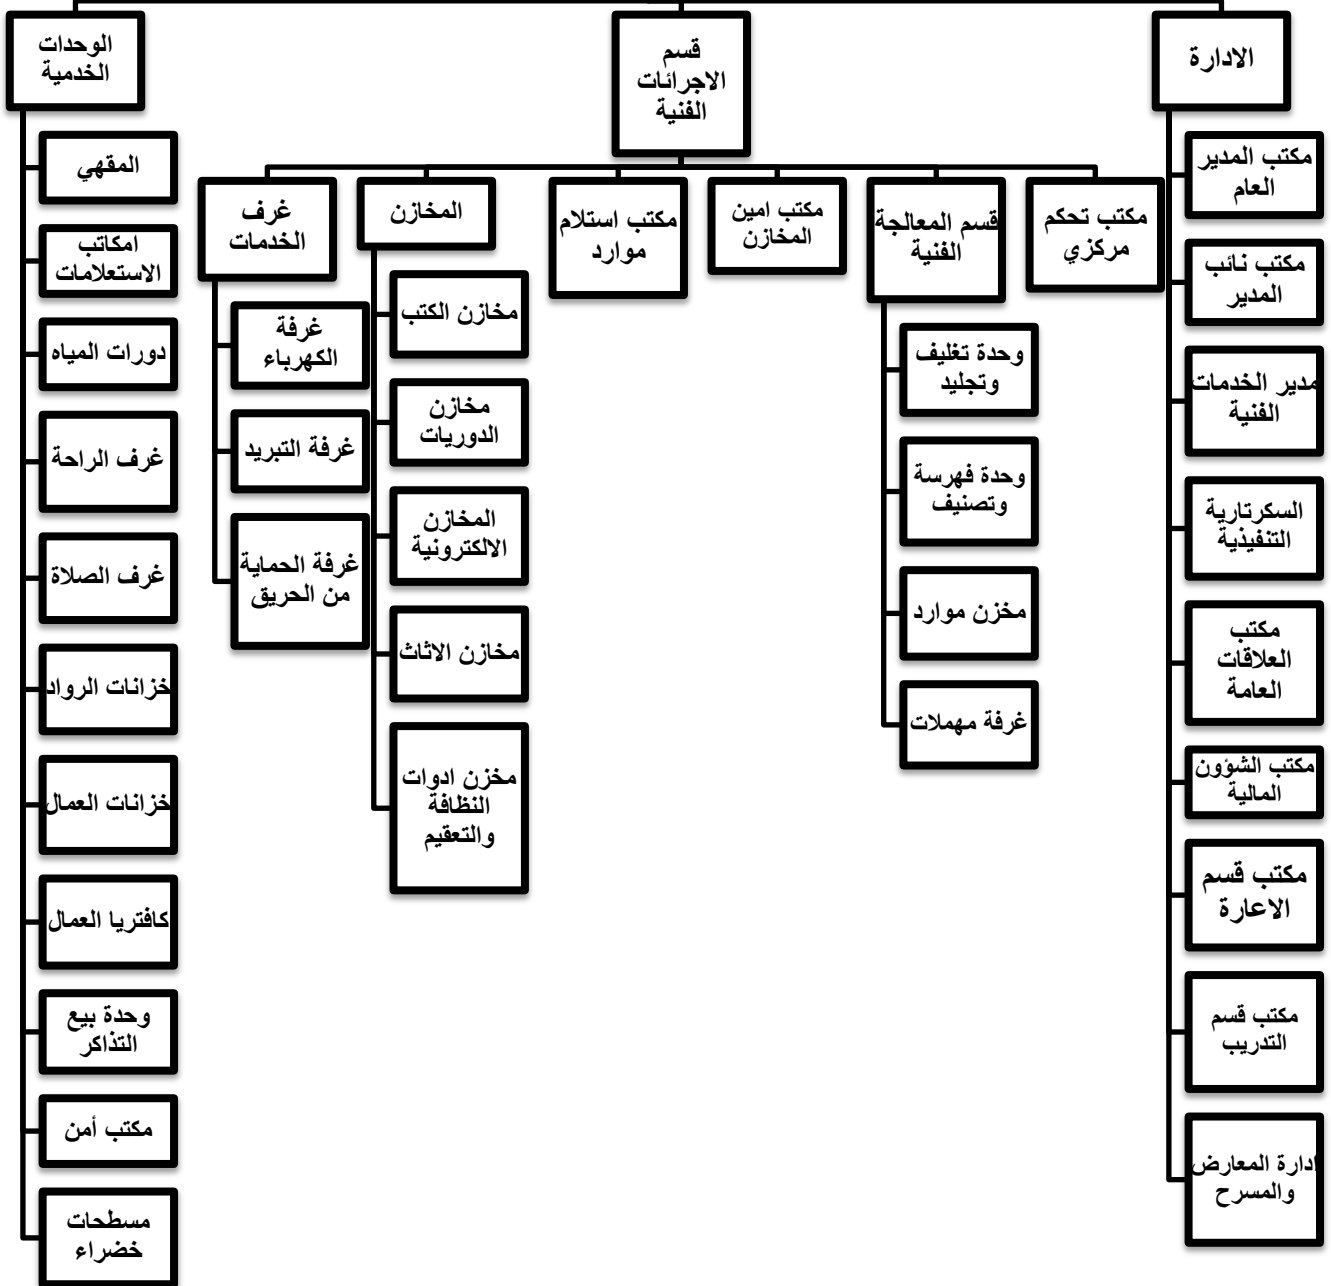 الادارة
مكتب المدير
العام
مكتب نائب
المدير
مدير الخدمات
الفنية
السكرتارية
التنفيذية
مكتب
العلاقات
العامة
مكتب الشؤون
المالية
مكتب قسم
الاعارة
مكتب قسم
التدريب
ادارة المعارض
والمسرح
قسم
الاجرائات
الفنية
مكتب تحكم
مركزي
قسم المعالجة
الفنية
وحدة تغليف
وتجليد
وحدة فهرسة
وتصنيف
مخزن موارد
غرفة مهملات
مكتب امين
المخازن
مكتب استلام
موارد
المخازن
مخازن الكتب
مخازن
الدوريات
المخازن
الالكترونية
مخازن الاثاث
مخزن ادوات
النظافة
والتعقيم
غرف
الخدمات
غرفة
الكهرباء
غرفة التبريد
غرفة الحماية
من الحريق
الوحدات
الخدمية
المقهي
امكاتب
الاستعلامات
دورات المياه
غرف الراحة
غرف الصلاة
خزانات الرواد
خزانات العمال
كافتريا العمال
وحدة بيع
التذاكر
مكتب أمن
مسطحات
خضراء